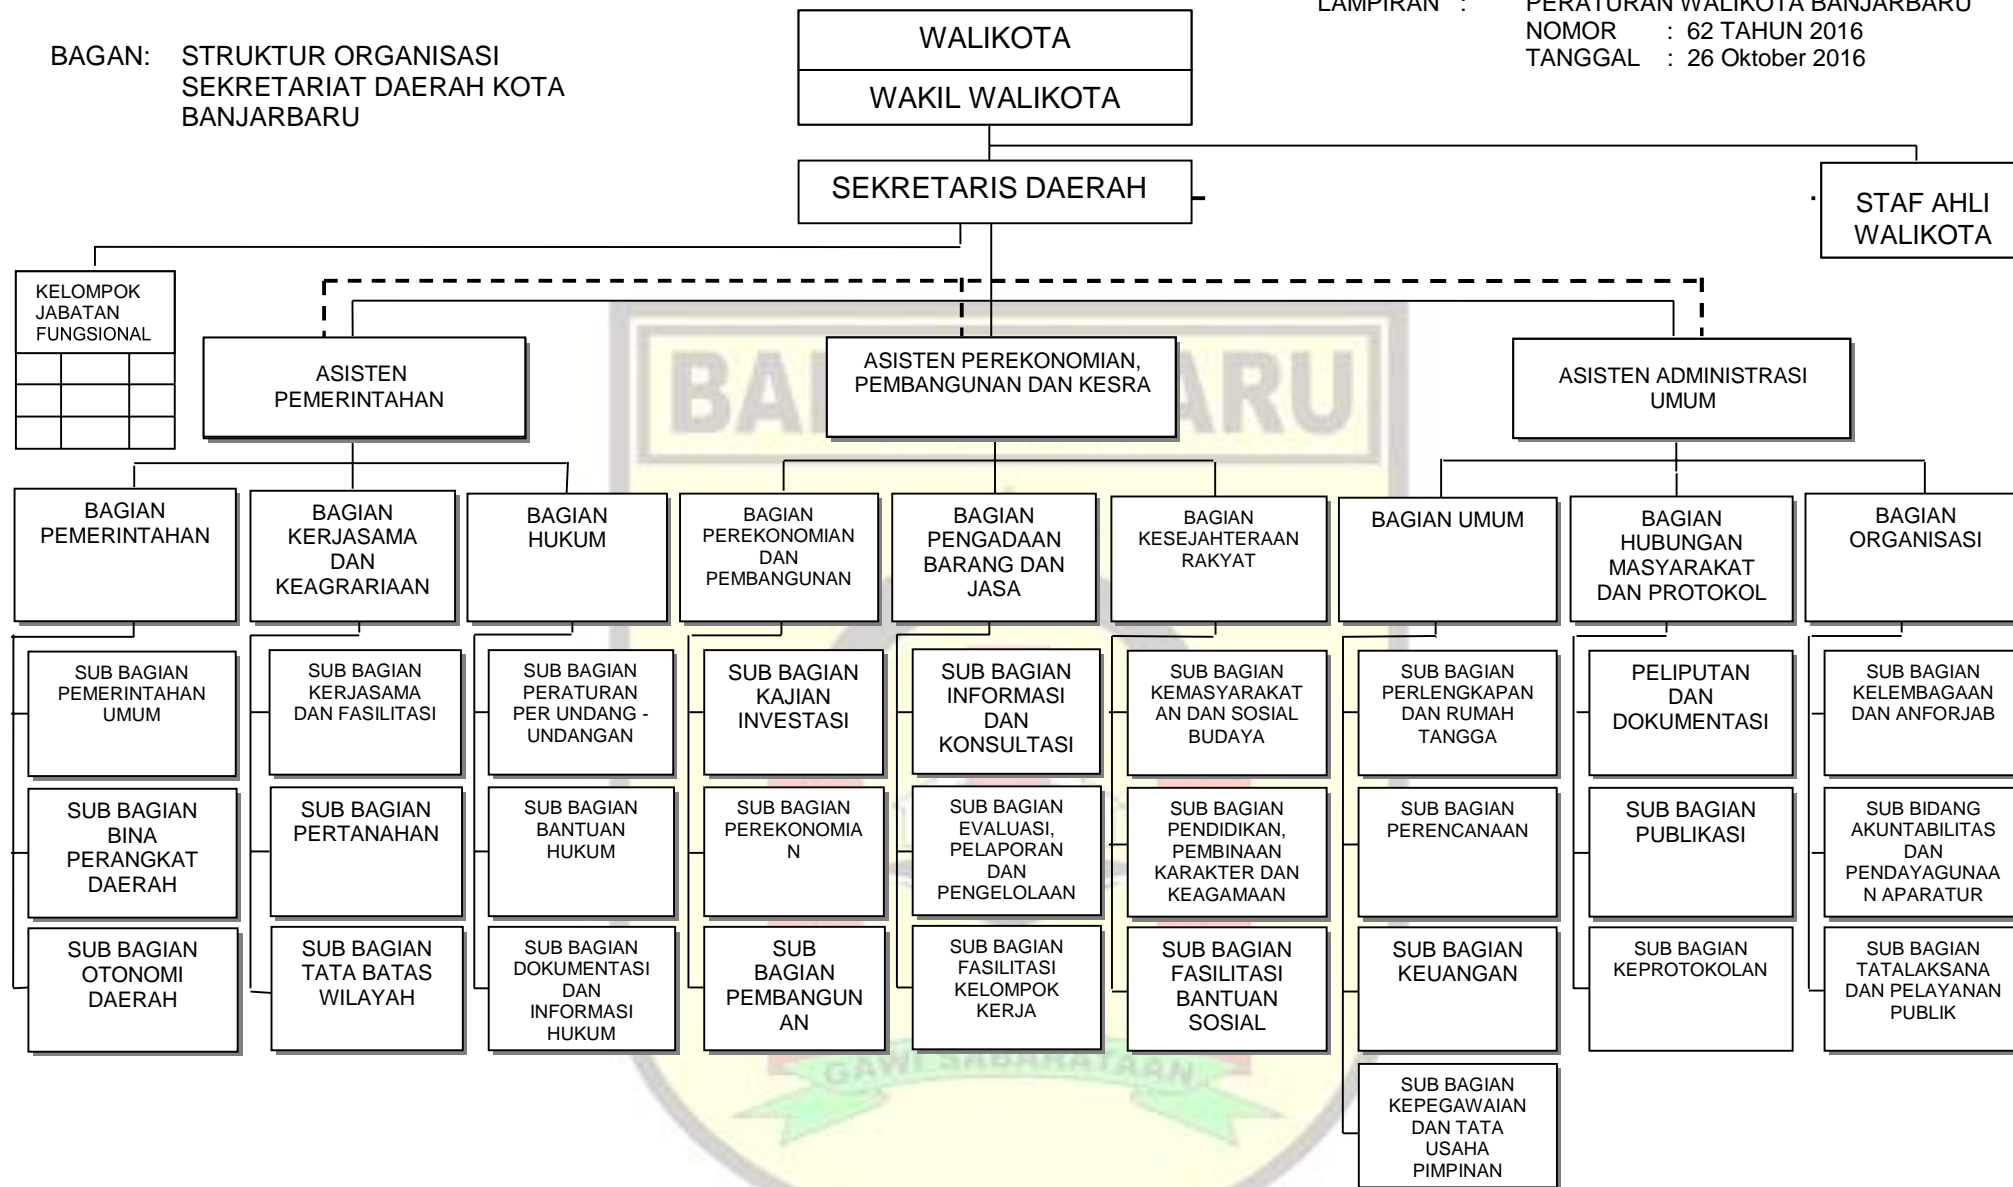 LAMPIRAN : PERATURAN WALIKOTA BANJARBARU
NOMOR : 62 TAHUN 2016
TANGGAL : 26 Oktober 2016
BAGAN: STRUKTUR ORGANISASI
SEKRETARIAT DAERAH KOTA
BANJARBARU
WALIKOTA
WAKIL WALIKOTA
SEKRETARIS DAERAH
STAF AHLI
WALIKOTA
KELOMPOK
JABATAN
FUNGSIONAL
ASISTEN
PEMERINTAHAN
ASISTEN PEREKONOMIAN,
PEMBANGUNAN DAN KESRA
ASISTEN ADMINISTRASI
UMUM
BAGIAN
PEMERINTAHAN
BAGIAN
KERJASAMA
DAN
KEAGRARIAAN
BAGIAN
HUKUM
BAGIAN
PEREKONOMIAN
DAN
PEMBANGUNAN
BAGIAN
PENGADAAN
BARANG DAN
JASA
BAGIAN
KESEJAHTERAAN
RAKYAT
BAGIAN UMUM
BAGIAN
HUBUNGAN
MASYARAKAT
DAN PROTOKOL
BAGIAN
ORGANISASI
SUB BAGIAN
PEMERINTAHAN
UMUM
SUB BAGIAN
KERJASAMA
DAN FASILITASI
SUB BAGIAN
PERATURAN
PER UNDANG -
UNDANGAN
SUB BAGIAN
KAJIAN
INVESTASI
SUB BAGIAN
INFORMASI
DAN
KONSULTASI
SUB BAGIAN
KEMASYARAKAT
AN DAN SOSIAL
BUDAYA
SUB BAGIAN
PERLENGKAPAN
DAN RUMAH
TANGGA
PELIPUTAN
DAN
DOKUMENTASI
SUB BAGIAN
KELEMBAGAAN
DAN ANFORJAB
SUB BAGIAN
BINA
PERANGKAT
DAERAH
SUB BAGIAN
PERTANAHAN
SUB BAGIAN
BANTUAN
HUKUM
SUB BAGIAN
PEREKONOMIA
N
SUB BAGIAN
EVALUASI,
PELAPORAN
DAN
PENGELOLAAN
SUB BAGIAN
PENDIDIKAN,
PEMBINAAN
KARAKTER DAN
KEAGAMAAN
SUB BAGIAN
PERENCANAAN
SUB BAGIAN
PUBLIKASI
SUB BIDANG
AKUNTABILITAS
DAN
PENDAYAGUNAA
N APARATUR
SUB BAGIAN
OTONOMI
DAERAH
SUB BAGIAN
TATA BATAS
WILAYAH
SUB BAGIAN
DOKUMENTASI
DAN
INFORMASI
HUKUM
SUB
BAGIAN
PEMBANGUN
AN
SUB BAGIAN
FASILITASI
KELOMPOK
KERJA
SUB BAGIAN
FASILITASI
BANTUAN
SOSIAL
SUB BAGIAN
KEUANGAN
SUB BAGIAN
KEPROTOKOLAN
SUB BAGIAN
TATALAKSANA
DAN PELAYANAN
PUBLIK
SUB BAGIAN
KEPEGAWAIAN
DAN TATA
USAHA
PIMPINAN
GAWI SABARATAAN